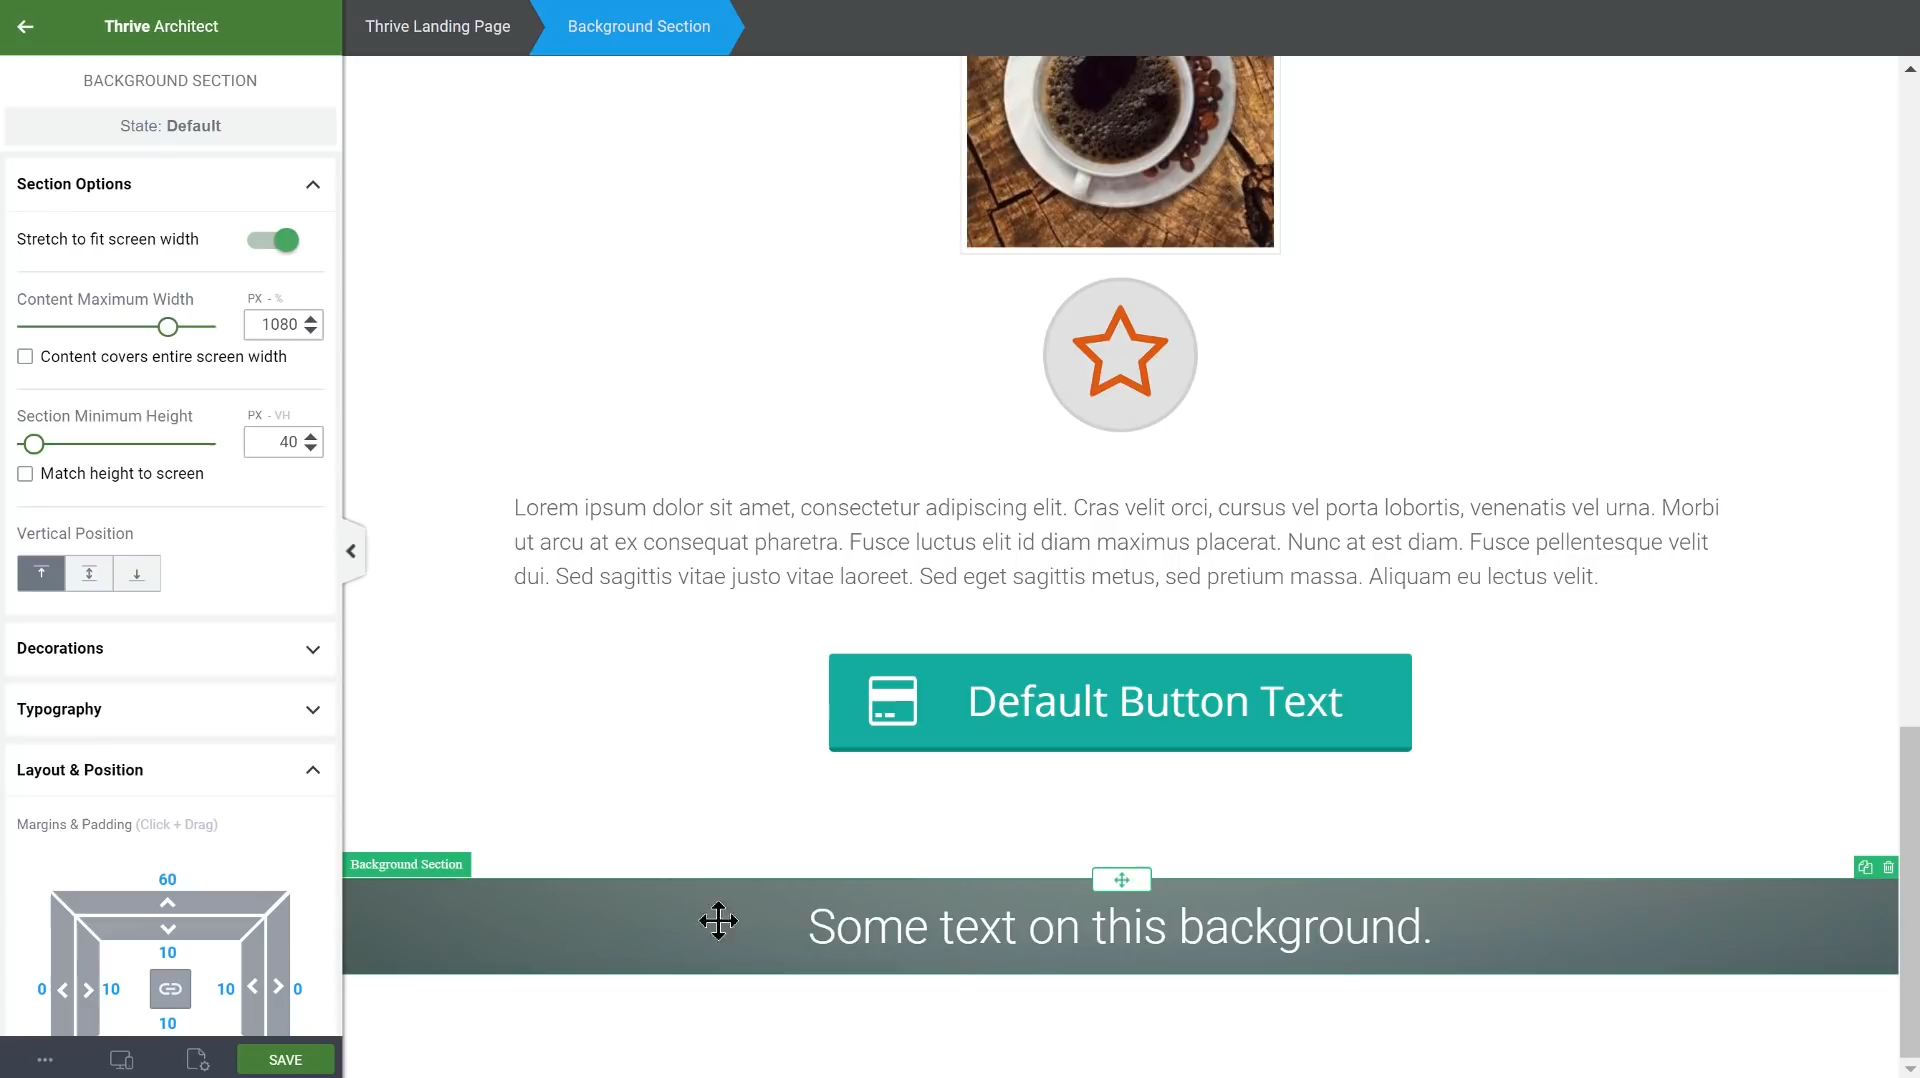 Thrive Architect
Thrive Landing Page
Background Section
BACKGROUND SECTION
State: Default
Section Options
Stretch to fit screen width
Content Maximum Width
PX - %
1080
Content covers entire screen width
Section Minimum Height
PX - VH
40
Match height to screen
Vertical Position
Decorations
Typography
Layout & Position
Margins & Padding (Click + Drag)
60
10
0
10
10
0
10
SAVE
Lorem ipsum dolor sit amet, consectetur adipiscing elit. Cras velit orci, cursus vel porta lobortis, venenatis vel urna. Morbi
ut arcu at ex consequat pharetra. Fusce luctus elit id diam maximus placerat. Nunc at est diam. Fusce pellentesque velit
dui. Sed sagittis vitae justo vitae laoreet. Sed eget sagittis metus, sed pretium massa. Aliquam eu lectus velit.
Default Button Text
Background Section
Some text on this background.